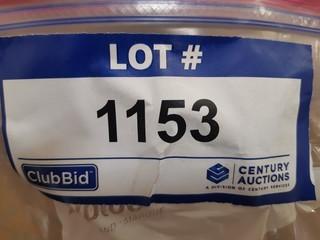 LOT #
1153
ClubBid
CENTURY
AUCTIONS
A DIVISION OF CENTURY SERVICES